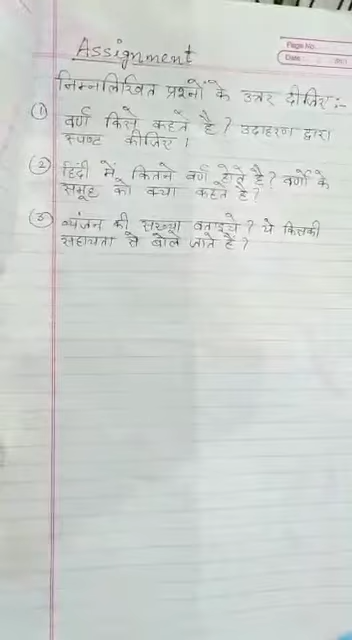 Assignment
Page No.
Date
निम्नलिखित प्रश्नों के उत्तर दीजिए:-
① वर्ण किसे कहते है? उदाहरण द्वारा
स्पष्ट कीजिए।
② हिंदी में कितने वर्ण होते है? वर्णों के
समूह को क्या कहते है?
③ व्यंजन की संख्या बताइये? ये किसकी
सहायता से बोले जाते है?